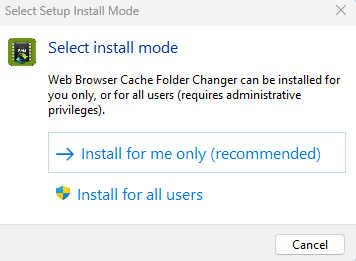 Select Setup Install Mode
Select install mode
Web Browser Cache Folder Changer can be installed for
you only, or for all users (requires administrative
privileges).
Install for me only (recommended)
Install for all users
Cancel